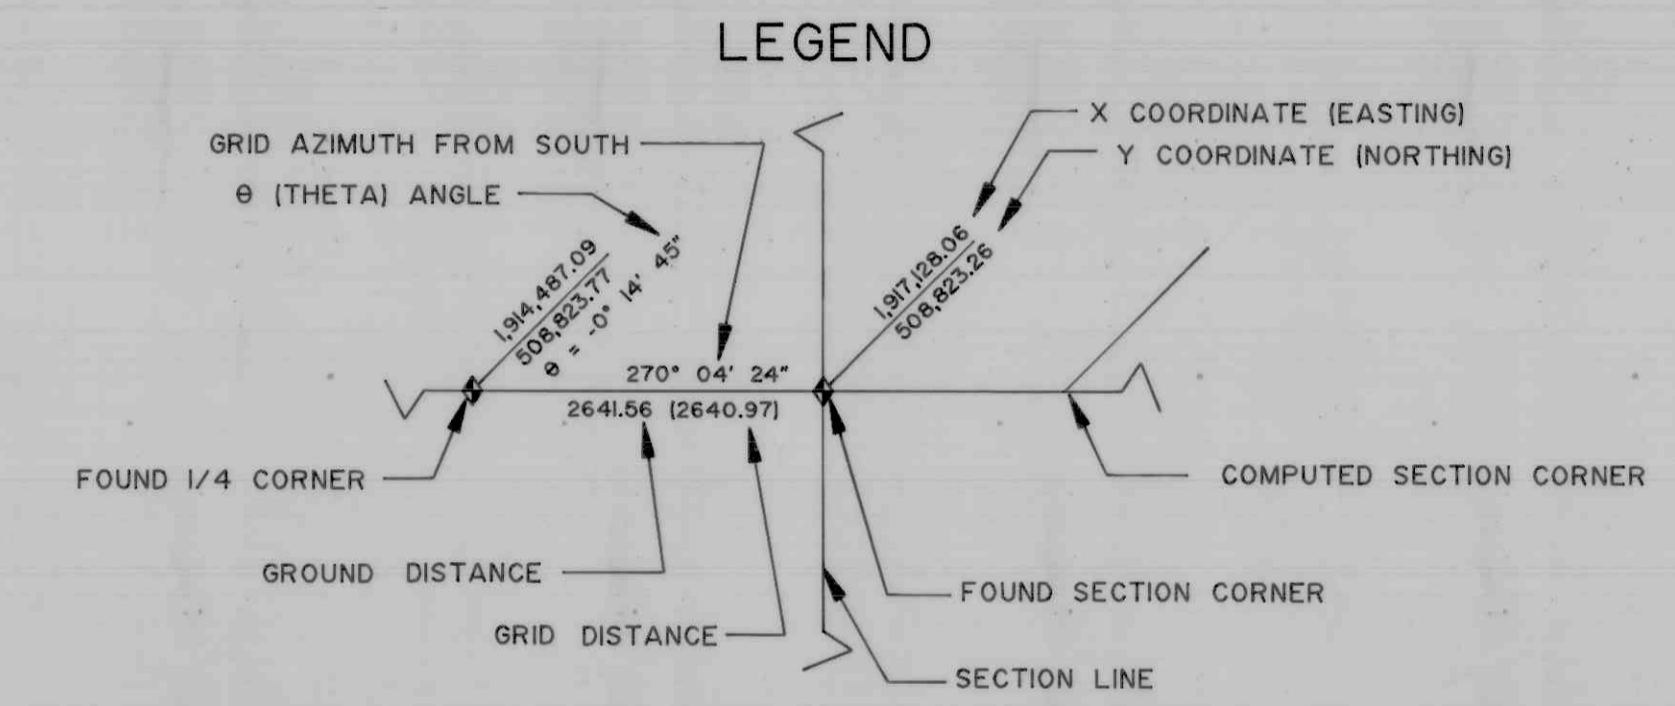 LEGEND
GRID AZIMUTH FROM SOUTH
θ (THETA) ANGLE
X COORDINATE (EASTING)
Y COORDINATE (NORTHING)
1,914,487.09
508,823.77
θ = -0° 14' 45"
1,917,128.06
508,823.26
270° 04' 24"
2641.56 (2640.97)
FOUND 1/4 CORNER
COMPUTED SECTION CORNER
GROUND DISTANCE
FOUND SECTION CORNER
GRID DISTANCE
SECTION LINE